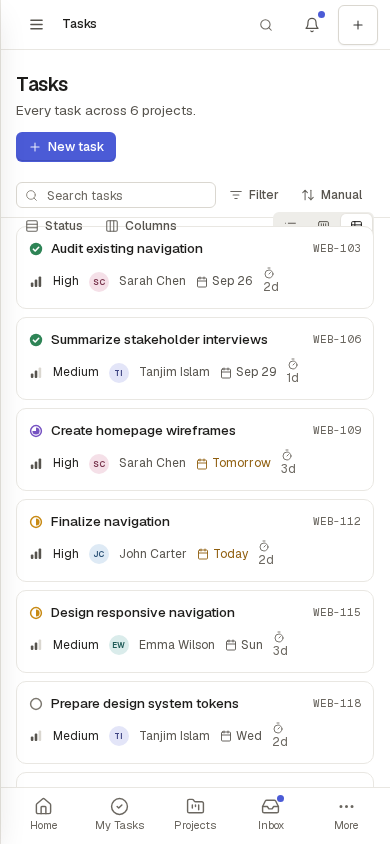 Tasks
Tasks
Every task across 6 projects.
New task
Search tasks
Filter
Manual
Status
Columns
Audit existing navigation
WEB-103
High
SC
Sarah Chen
Sep 26
2d
Summarize stakeholder interviews
WEB-106
Medium
TI
Tanjim Islam
Sep 29
1d
Create homepage wireframes
WEB-109
High
SC
Sarah Chen
Tomorrow
3d
Finalize navigation
WEB-112
High
JC
John Carter
Today
2d
Design responsive navigation
WEB-115
Medium
EW
Emma Wilson
Sun
3d
Prepare design system tokens
WEB-118
Medium
TI
Tanjim Islam
Wed
2d
Home
My Tasks
Projects
Inbox
More